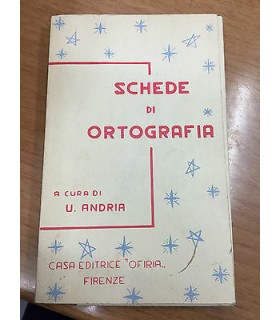 SCHEDE
DI
ORTOGRAFIA
A CURA DI
U. ANDRIA
CASA EDITRICE "OFIRIA„
FIRENZE